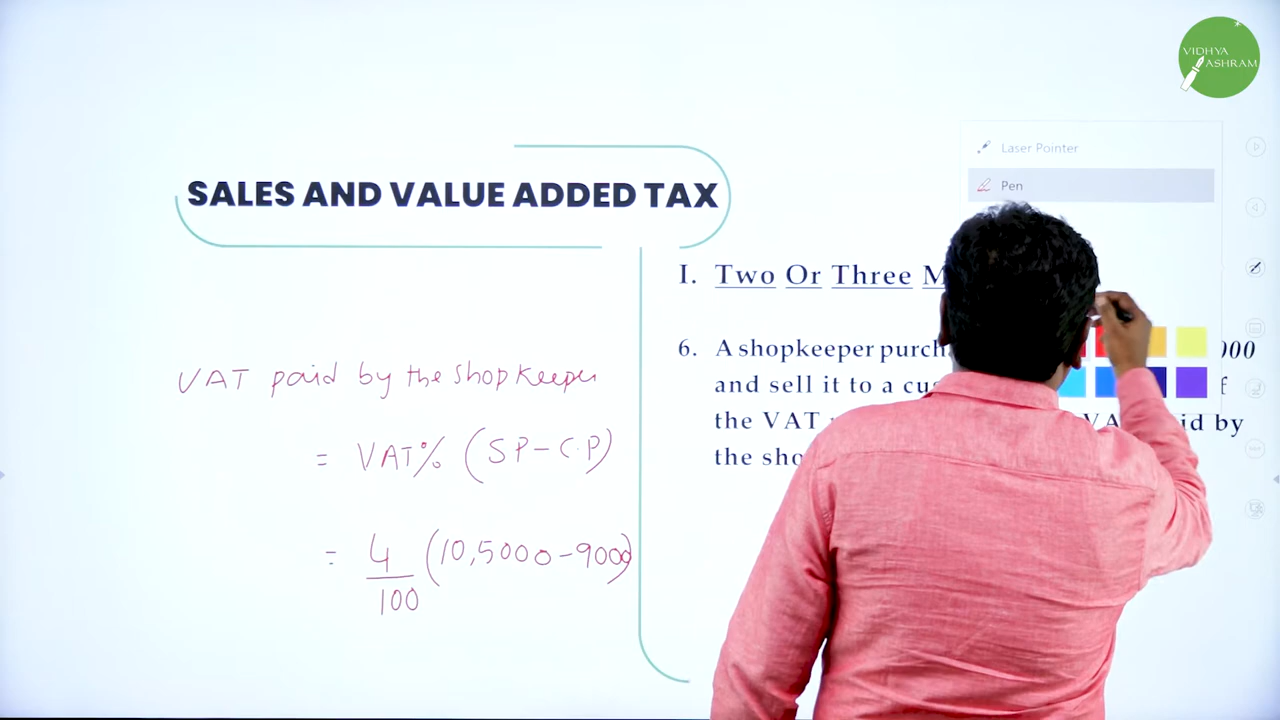 VIDHYA
ASHRAM
Laser Pointer
Pen
SALES AND VALUE ADDED TAX
I. Two Or Three M
6. A shopkeeper purch 000
and sell it to a cus f
the VAT VA id by
the sho
VAT paid by the shopkeeper
= VAT% (SP-C.P)
= 4/100 (10,5000-9000)